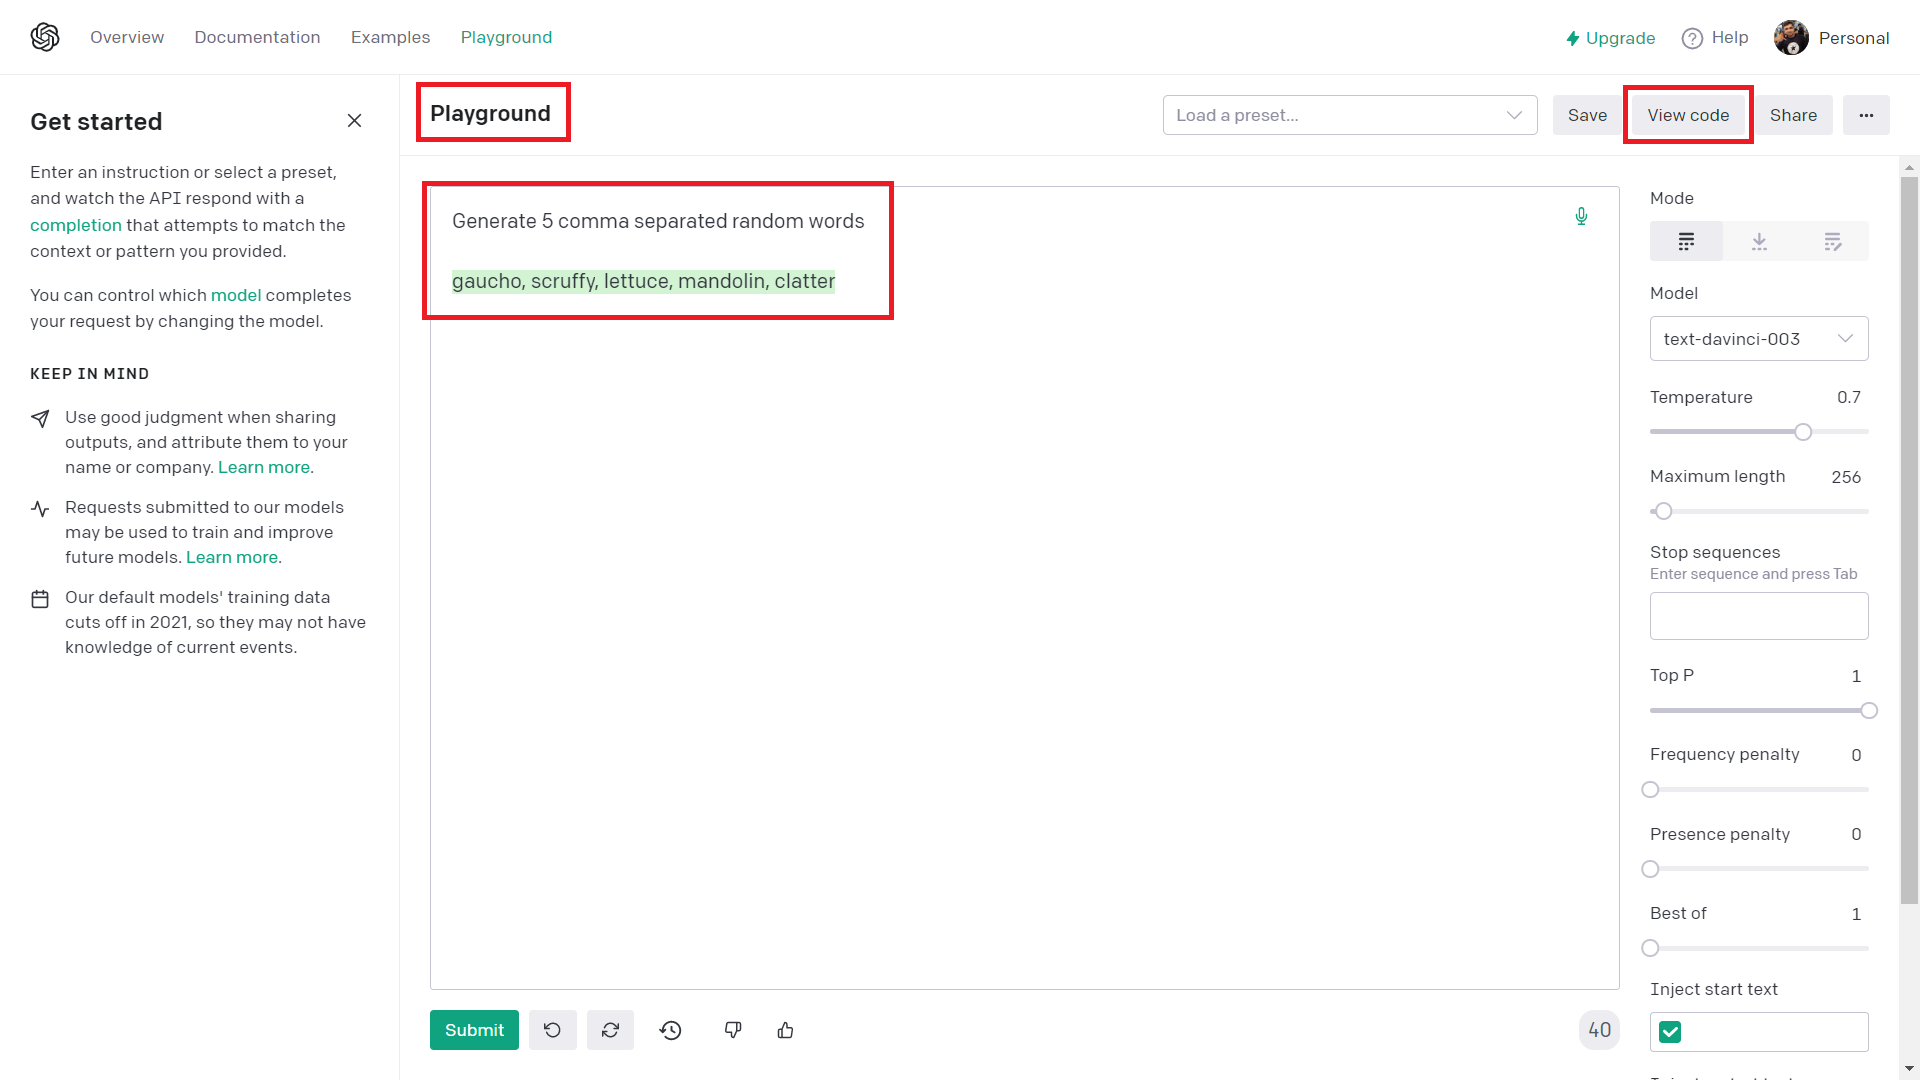 Overview Documentation Examples Playground Upgrade Help Personal
Get started
Enter an instruction or select a preset,
and watch the API respond with a
completion that attempts to match the
context or pattern you provided.
You can control which model completes
your request by changing the model.
KEEP IN MIND
Use good judgment when sharing
outputs, and attribute them to your
name or company. Learn more.
Requests submitted to our models
may be used to train and improve
future models. Learn more.
Our default models' training data
cuts off in 2021, so they may not have
knowledge of current events.
Playground
Load a preset...
Save
View code
Share
Generate 5 comma separated random words
gaucho, scruffy, lettuce, mandolin, clatter
Submit
40
Mode
Model
text-davinci-003
Temperature 0.7
Maximum length 256
Stop sequences
Enter sequence and press Tab
Top P 1
Frequency penalty 0
Presence penalty 0
Best of 1
Inject start text